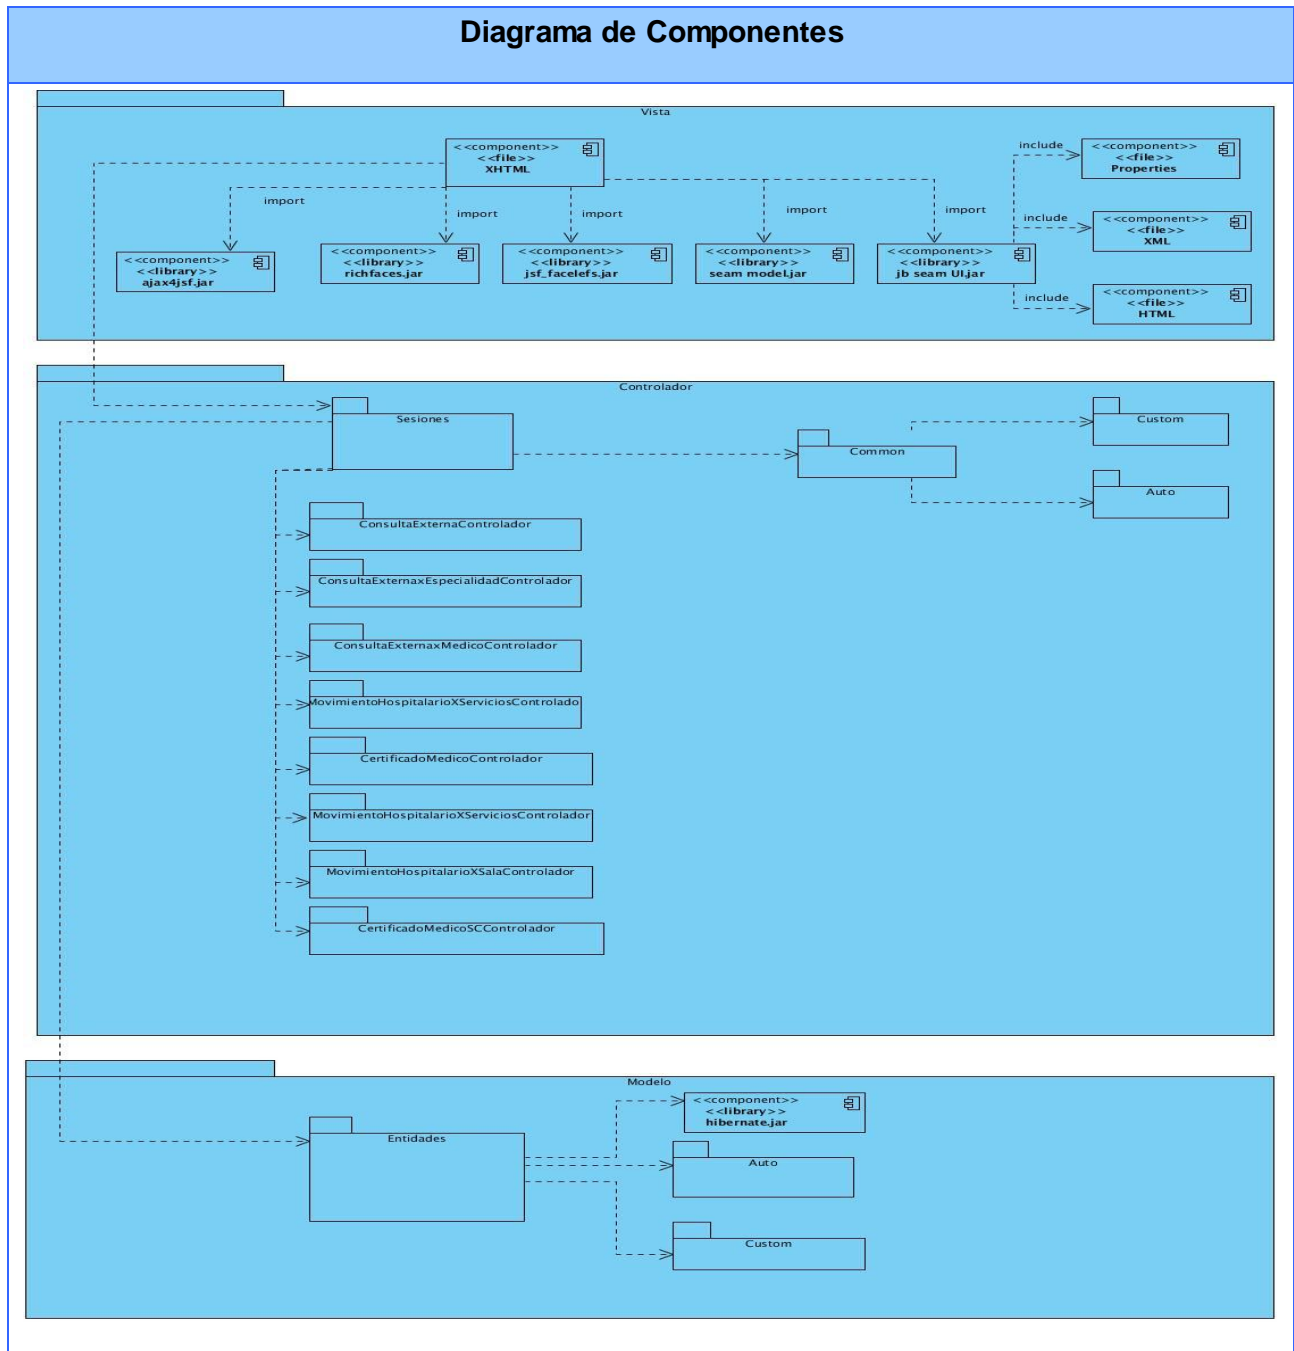 Diagrama de Componentes
Vista
<<component>>
<<file>>
XHTML
include
<<component>>
<<file>>
Properties
import
import
import
import
import
include
<<component>>
<<file>>
XML
<<component>>
<<library>>
ajax4jsf.jar
<<component>>
<<library>>
richfaces.jar
<<component>>
<<library>>
jsf_facelefs.jar
<<component>>
<<library>>
seam model.jar
<<component>>
<<library>>
jb seam UI.jar
include
<<component>>
<<file>>
HTML
Controlador
Sesiones
Common
Custom
Auto
ConsultaExternaControlador
ConsultaExternaxEspecialidadControlador
ConsultaExternaxMedicoControlador
MovimientoHospitalarioXServiciosControlado
CertificadoMedicoControlador
MovimientoHospitalarioXServiciosControlador
MovimientoHospitalarioXSalaControlador
CertificadoMedicoSCControlador
Modelo
<<component>>
<<library>>
hibernate.jar
Entidades
Auto
Custom